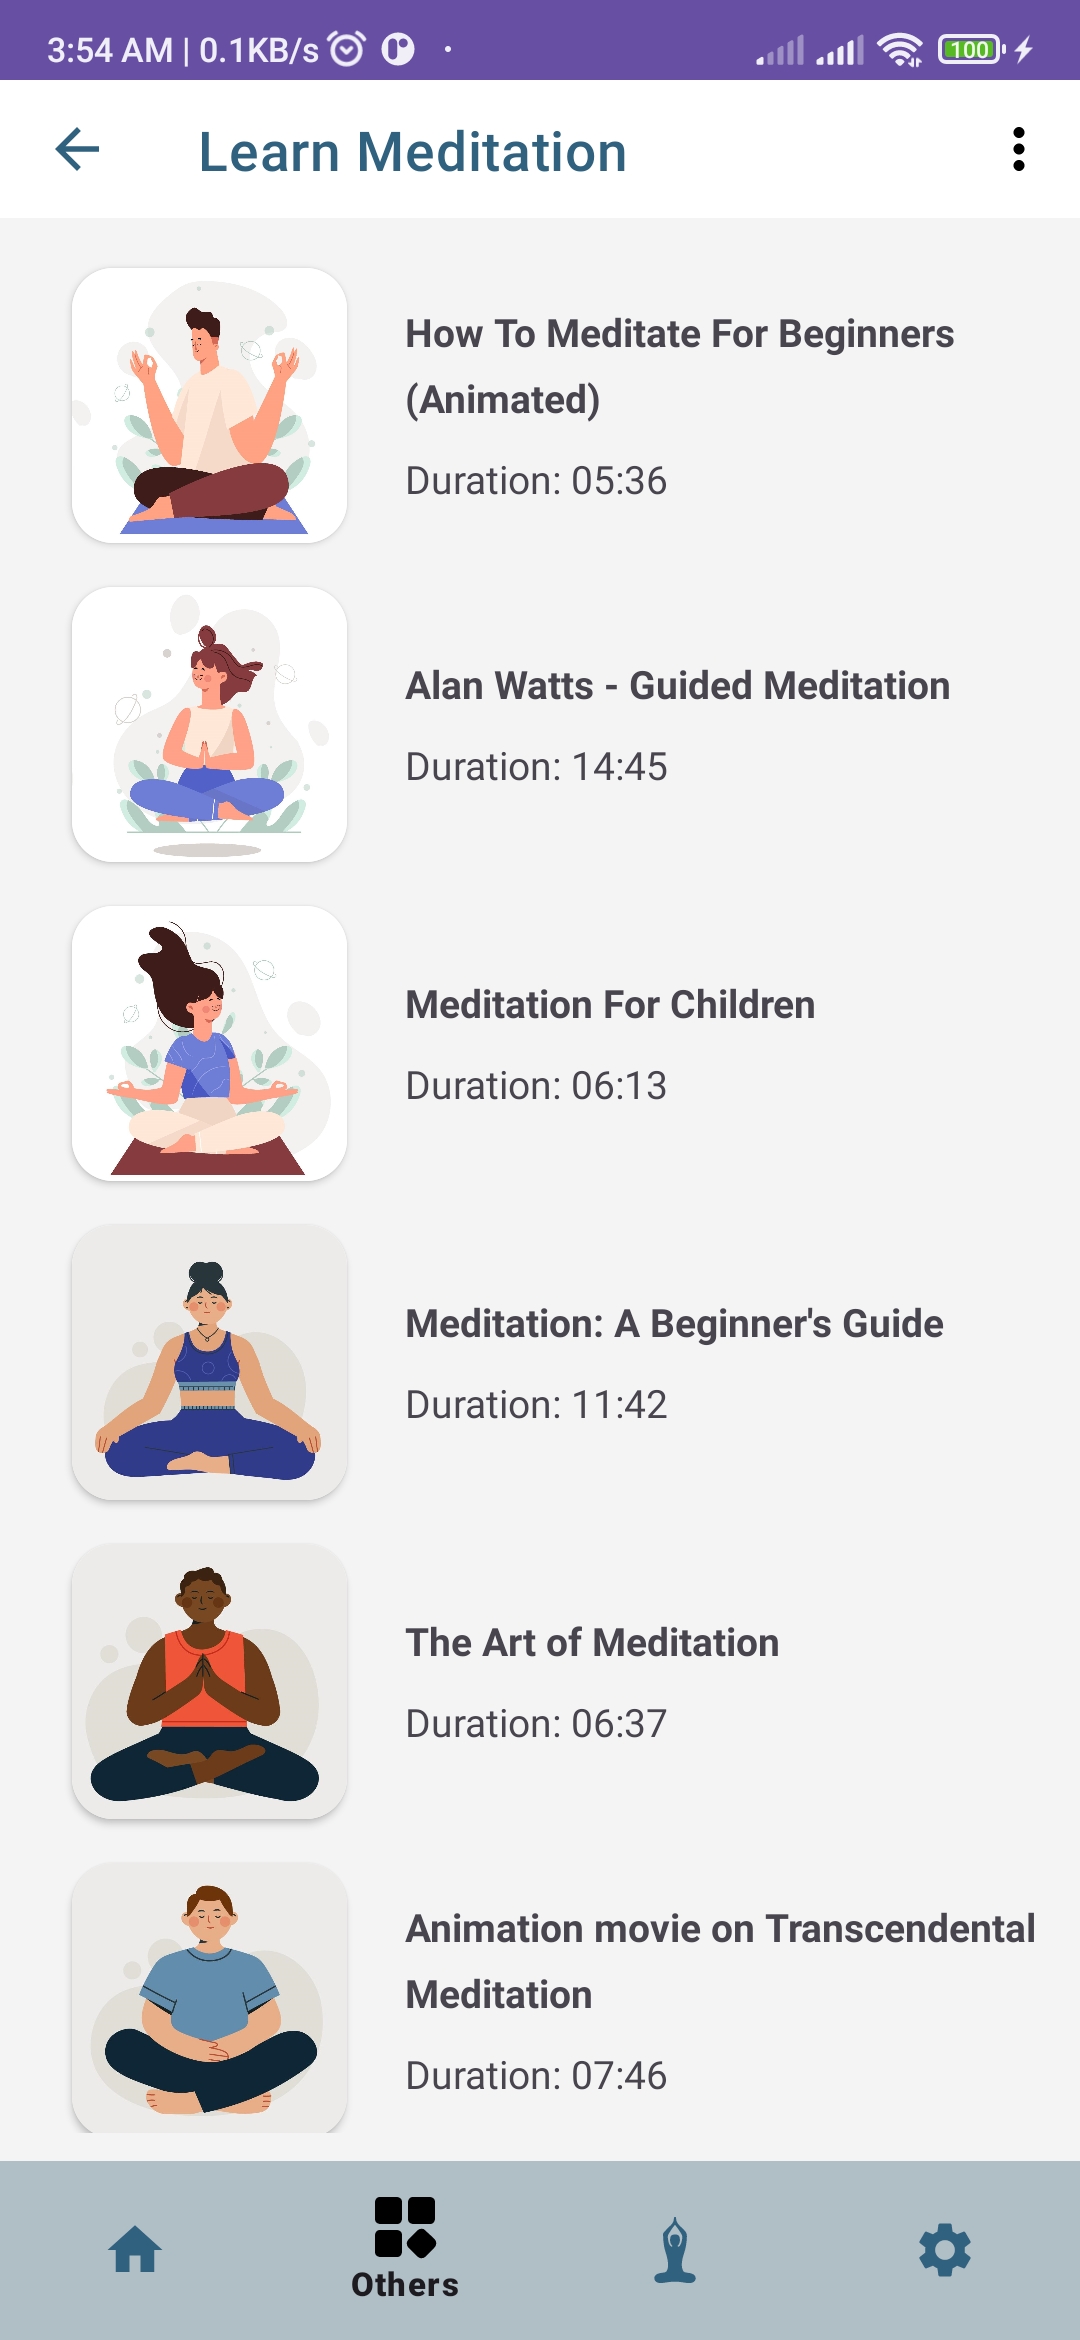 3:54 AM | 0.1KB/s
100
Learn Meditation
How To Meditate For Beginners
(Animated)
Duration: 05:36
Alan Watts - Guided Meditation
Duration: 14:45
Meditation For Children
Duration: 06:13
Meditation: A Beginner's Guide
Duration: 11:42
The Art of Meditation
Duration: 06:37
Animation movie on Transcendental
Meditation
Duration: 07:46
Others